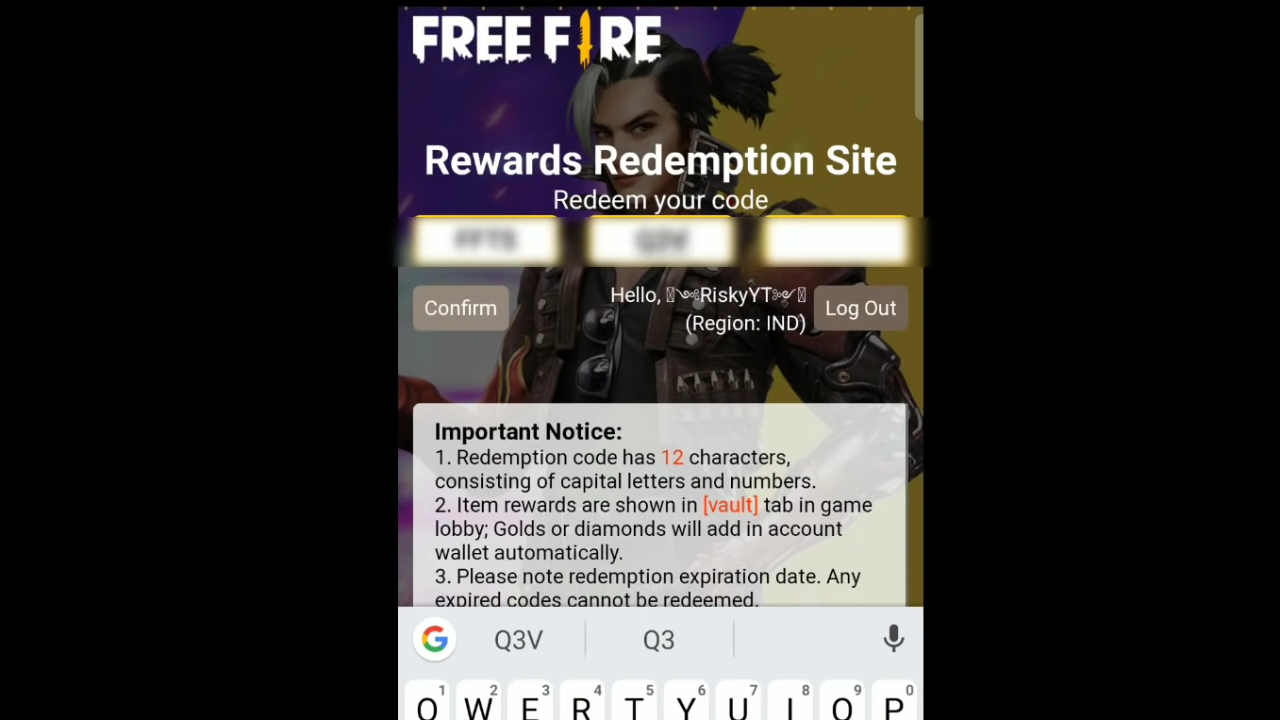 FREE FIRE
Rewards Redemption Site
Redeem your code
Confirm
Hello, RiskyYT
(Region: IND)
Log Out
Important Notice:
1. Redemption code has 12 characters,
consisting of capital letters and numbers.
2. Item rewards are shown in [vault] tab in game
lobby; Golds or diamonds will add in account
wallet automatically.
3. Please note redemption expiration date. Any
expired codes cannot be redeemed.
G Q3V Q3
1 2 3 4 5 6 7 8 9 0
Q W E R T Y U I O P